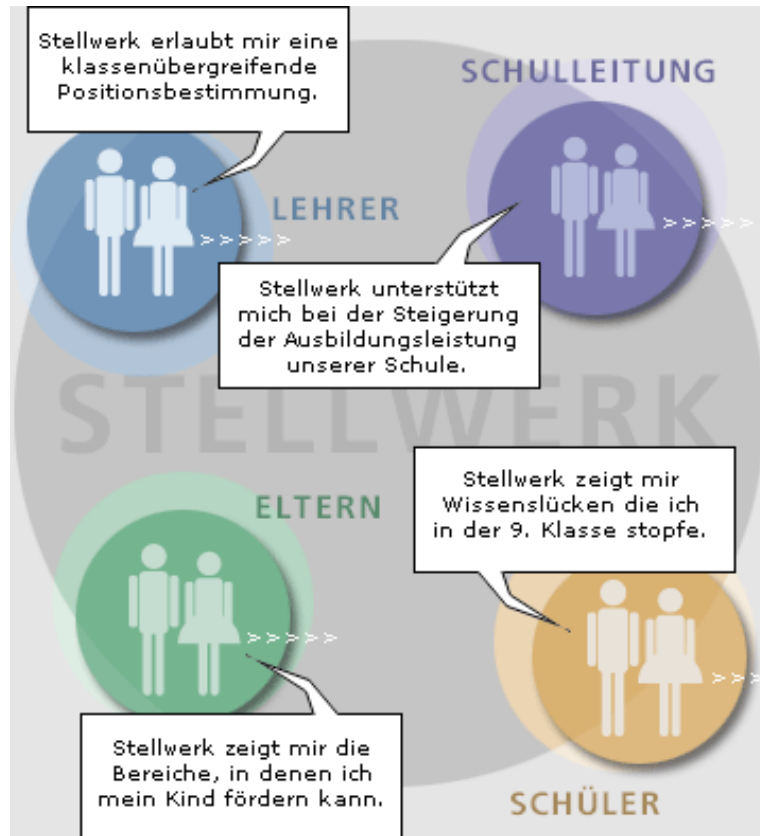 Stellwerk erlaubt mir eine
klassenübergreifende
Positionsbestimmung.
SCHULLEITUNG
LEHRER
>>>>>
>>>>
Stellwerk unterstützt
mich bei der Steigerung
der Ausbildungsleistung
unserer Schule.
STELLWERK
ELTERN
Stellwerk zeigt mir
Wissenslücken die ich
in der 9. Klasse stopfe.
>>>>>
>>>
Stellwerk zeigt mir die
Bereiche, in denen ich
mein Kind fördern kann.
SCHÜLER